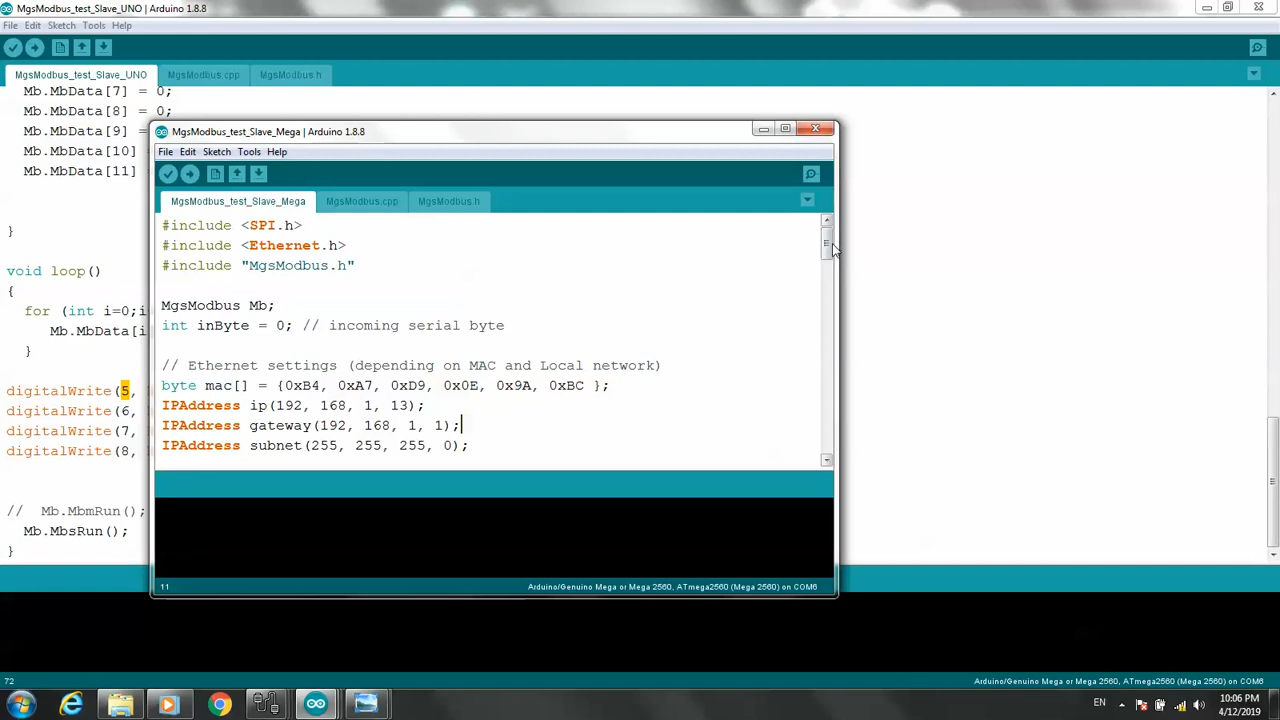 MgsModbus_test_Slave_UNO | Arduino 1.8.8
File Edit Sketch Tools Help
MgsModbus_test_Slave_UNO MgsModbus.cpp MgsModbus.h
Mb.MbData[7] = 0;
Mb.MbData[8] = 0;
Mb.MbData[9] =
Mb.MbData[10]
Mb.MbData[11]
}
void loop()
{
for (int i=0;i
Mb.MbData[i
}
digitalWrite(5,
digitalWrite(6,
digitalWrite(7,
digitalWrite(8,
// Mb.MbmRun();
Mb.MbsRun();
}
MgsModbus_test_Slave_Mega | Arduino 1.8.8
File Edit Sketch Tools Help
MgsModbus_test_Slave_Mega MgsModbus.cpp MgsModbus.h
#include <SPI.h>
#include <Ethernet.h>
#include "MgsModbus.h"
MgsModbus Mb;
int inByte = 0; // incoming serial byte
// Ethernet settings (depending on MAC and Local network)
byte mac[] = {0xB4, 0xA7, 0xD9, 0x0E, 0x9A, 0xBC };
IPAddress ip(192, 168, 1, 13);
IPAddress gateway(192, 168, 1, 1);
IPAddress subnet(255, 255, 255, 0);
11 Arduino/Genuino Mega or Mega 2560, ATmega2560 (Mega 2560) on COM6
72 Arduino/Genuino Mega or Mega 2560, ATmega2560 (Mega 2560) on COM6
EN
10:06 PM
4/12/2019